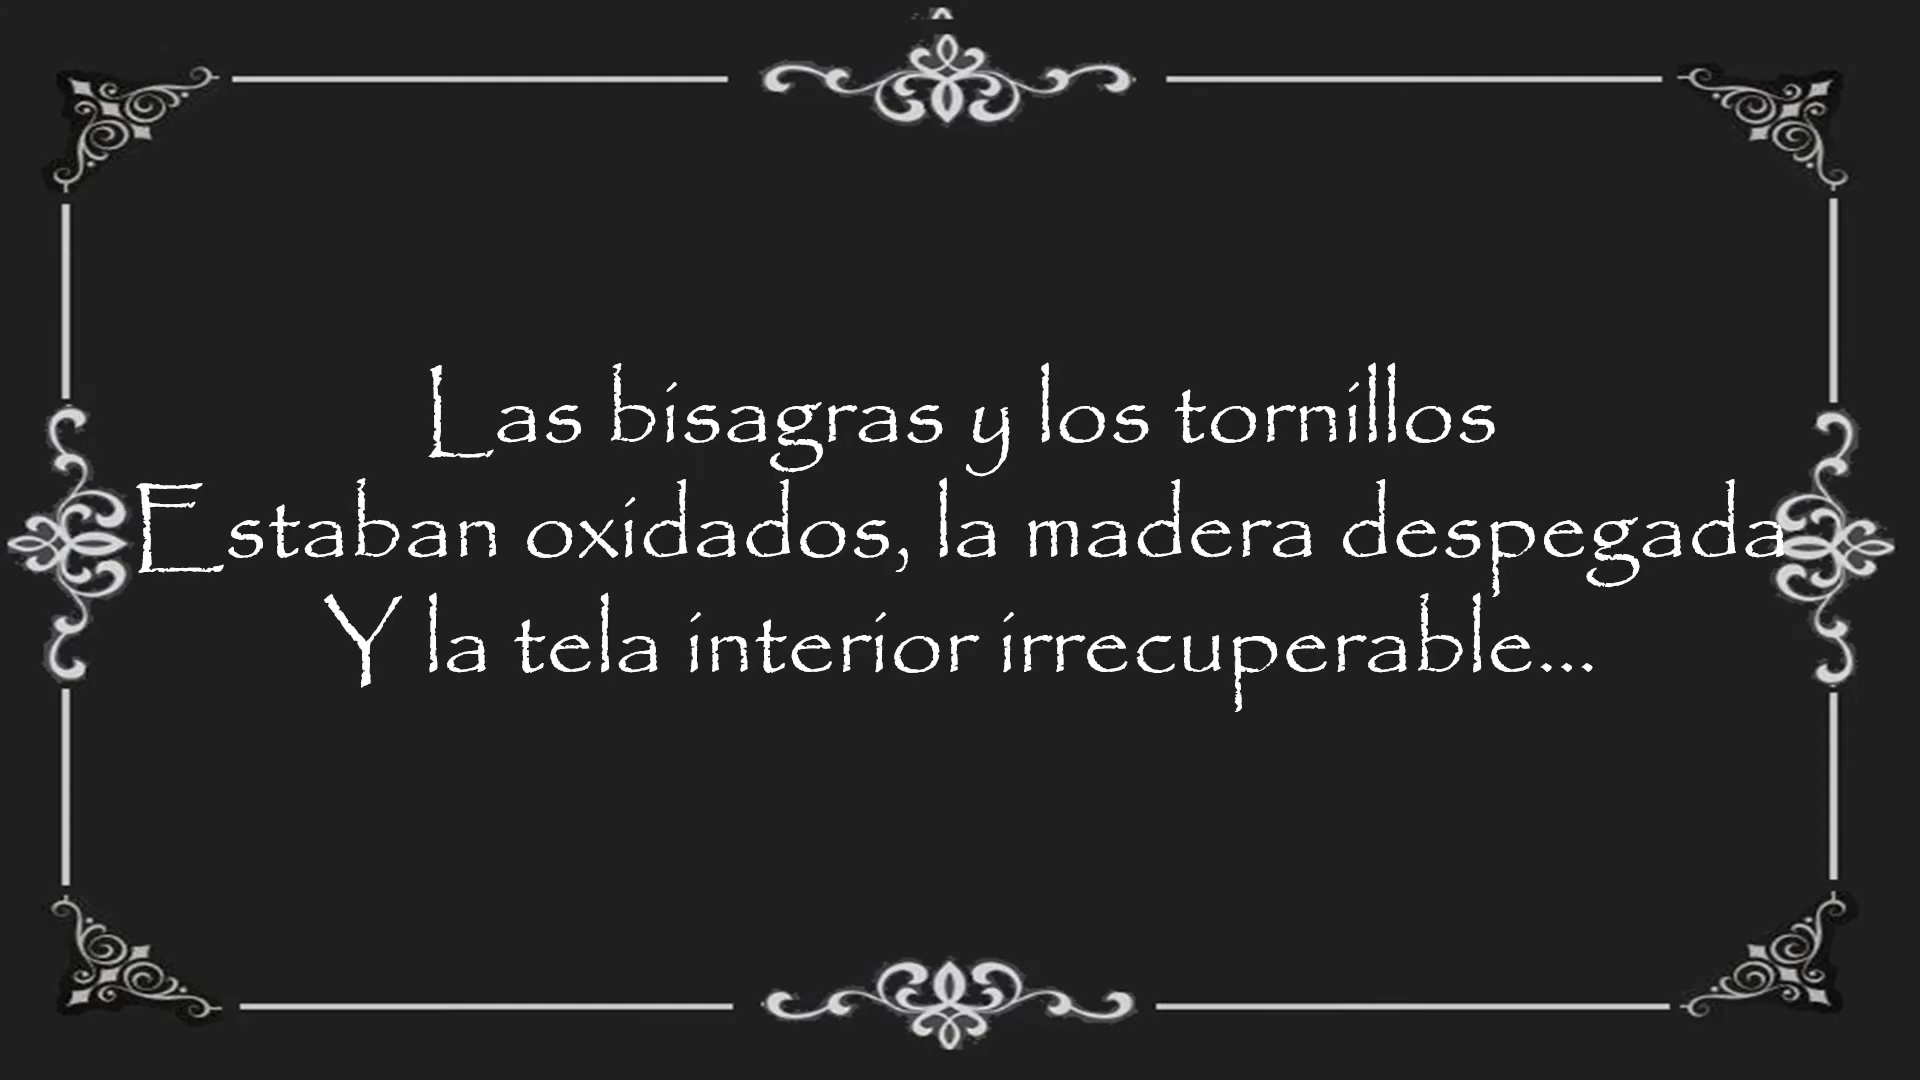 Las bisagras y los tornillos
Estaban oxidados, la madera despegada
Y la tela interior irrecuperable...